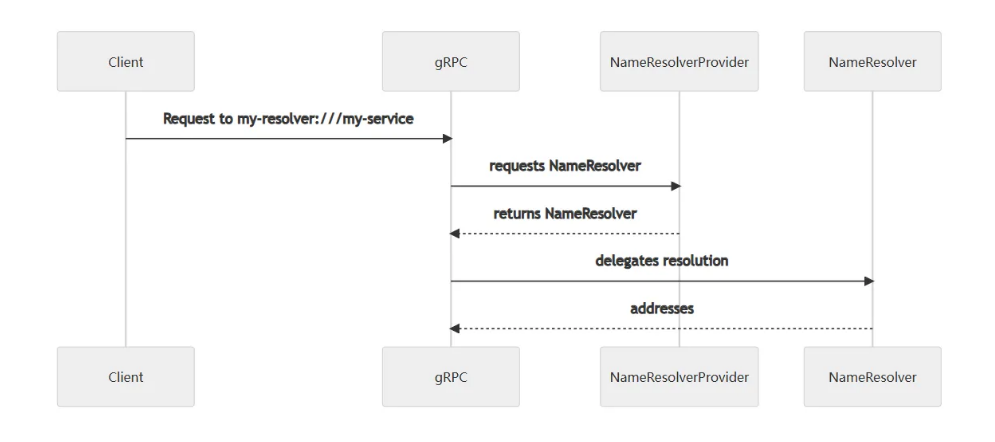 Client
gRPC
NameResolverProvider
NameResolver
Request to my-resolver:///my-service
requests NameResolver
returns NameResolver
delegates resolution
addresses
Client
gRPC
NameResolverProvider
NameResolver